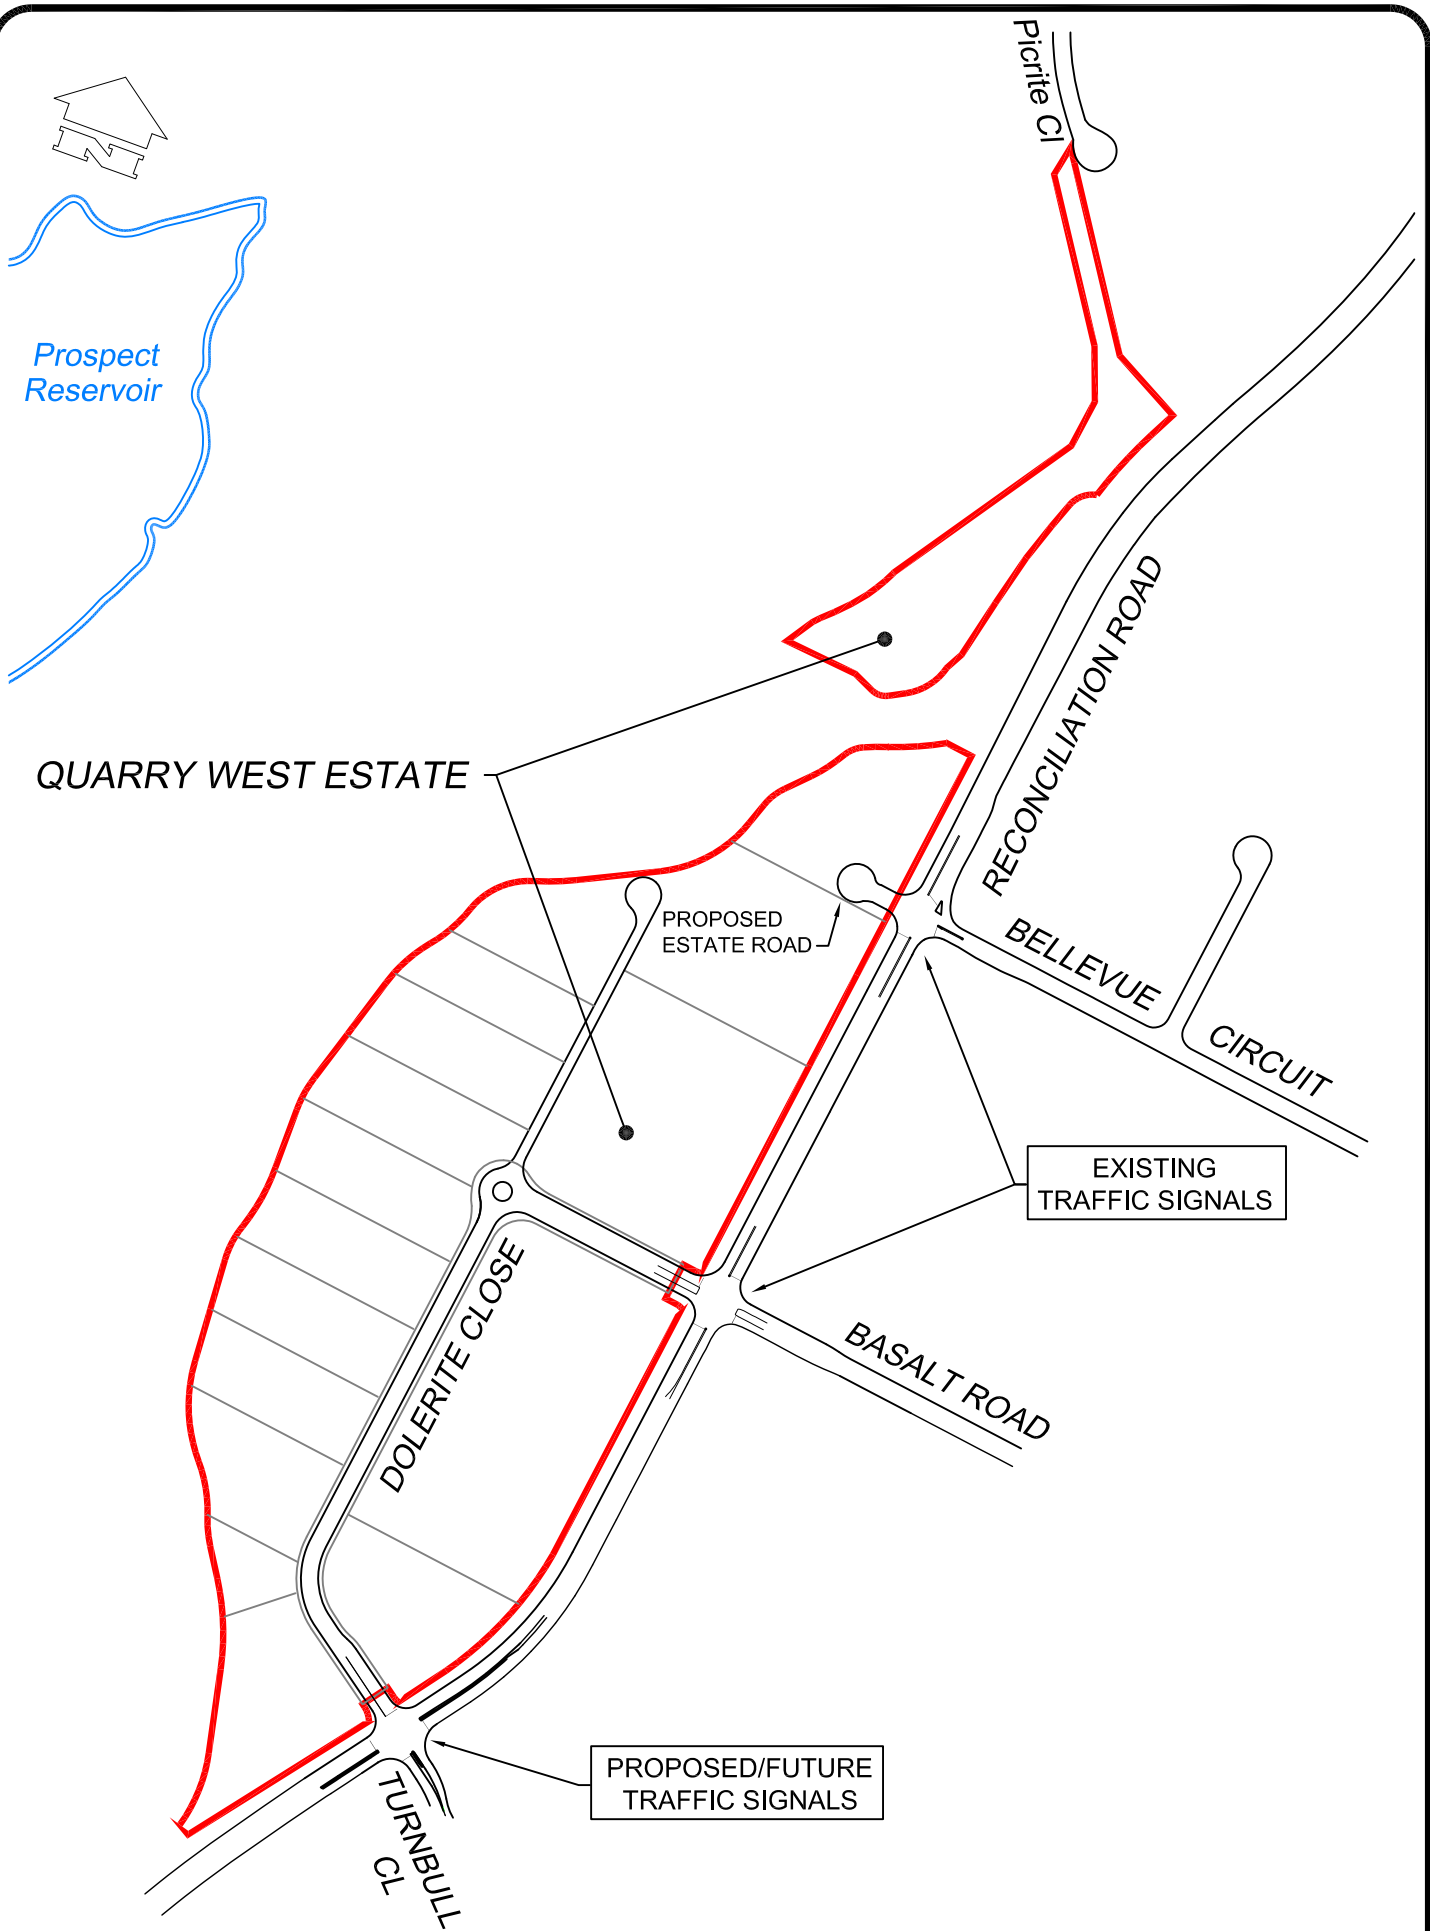 Picrite Cl
N
Prospect
Reservoir
RECONCILIATION ROAD
QUARRY WEST ESTATE
PROPOSED
ESTATE ROAD
BELLEVUE
CIRCUIT
EXISTING
TRAFFIC SIGNALS
DOLERITE CLOSE
BASALT ROAD
PROPOSED/FUTURE
TRAFFIC SIGNALS
TURNBULL
CL